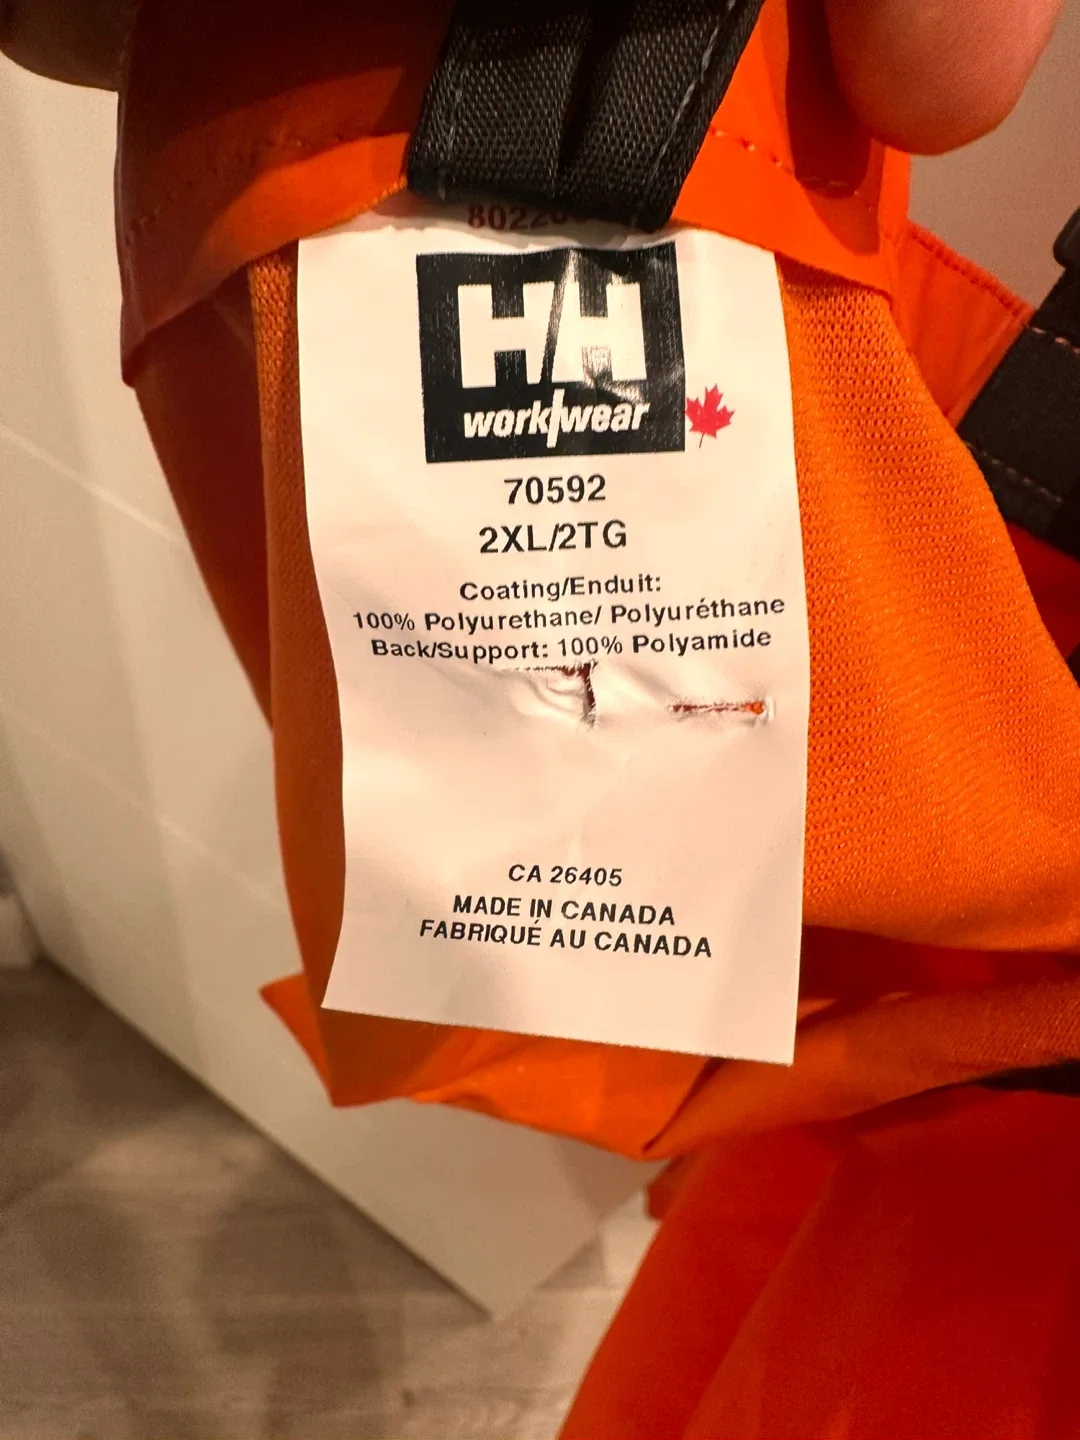 HH
work wear
70592
2XL/2TG
Coating/Enduit:
100% Polyurethane/ Polyuréthane
Back/Support: 100% Polyamide
CA 26405
MADE IN CANADA
FABRIQUÉ AU CANADA